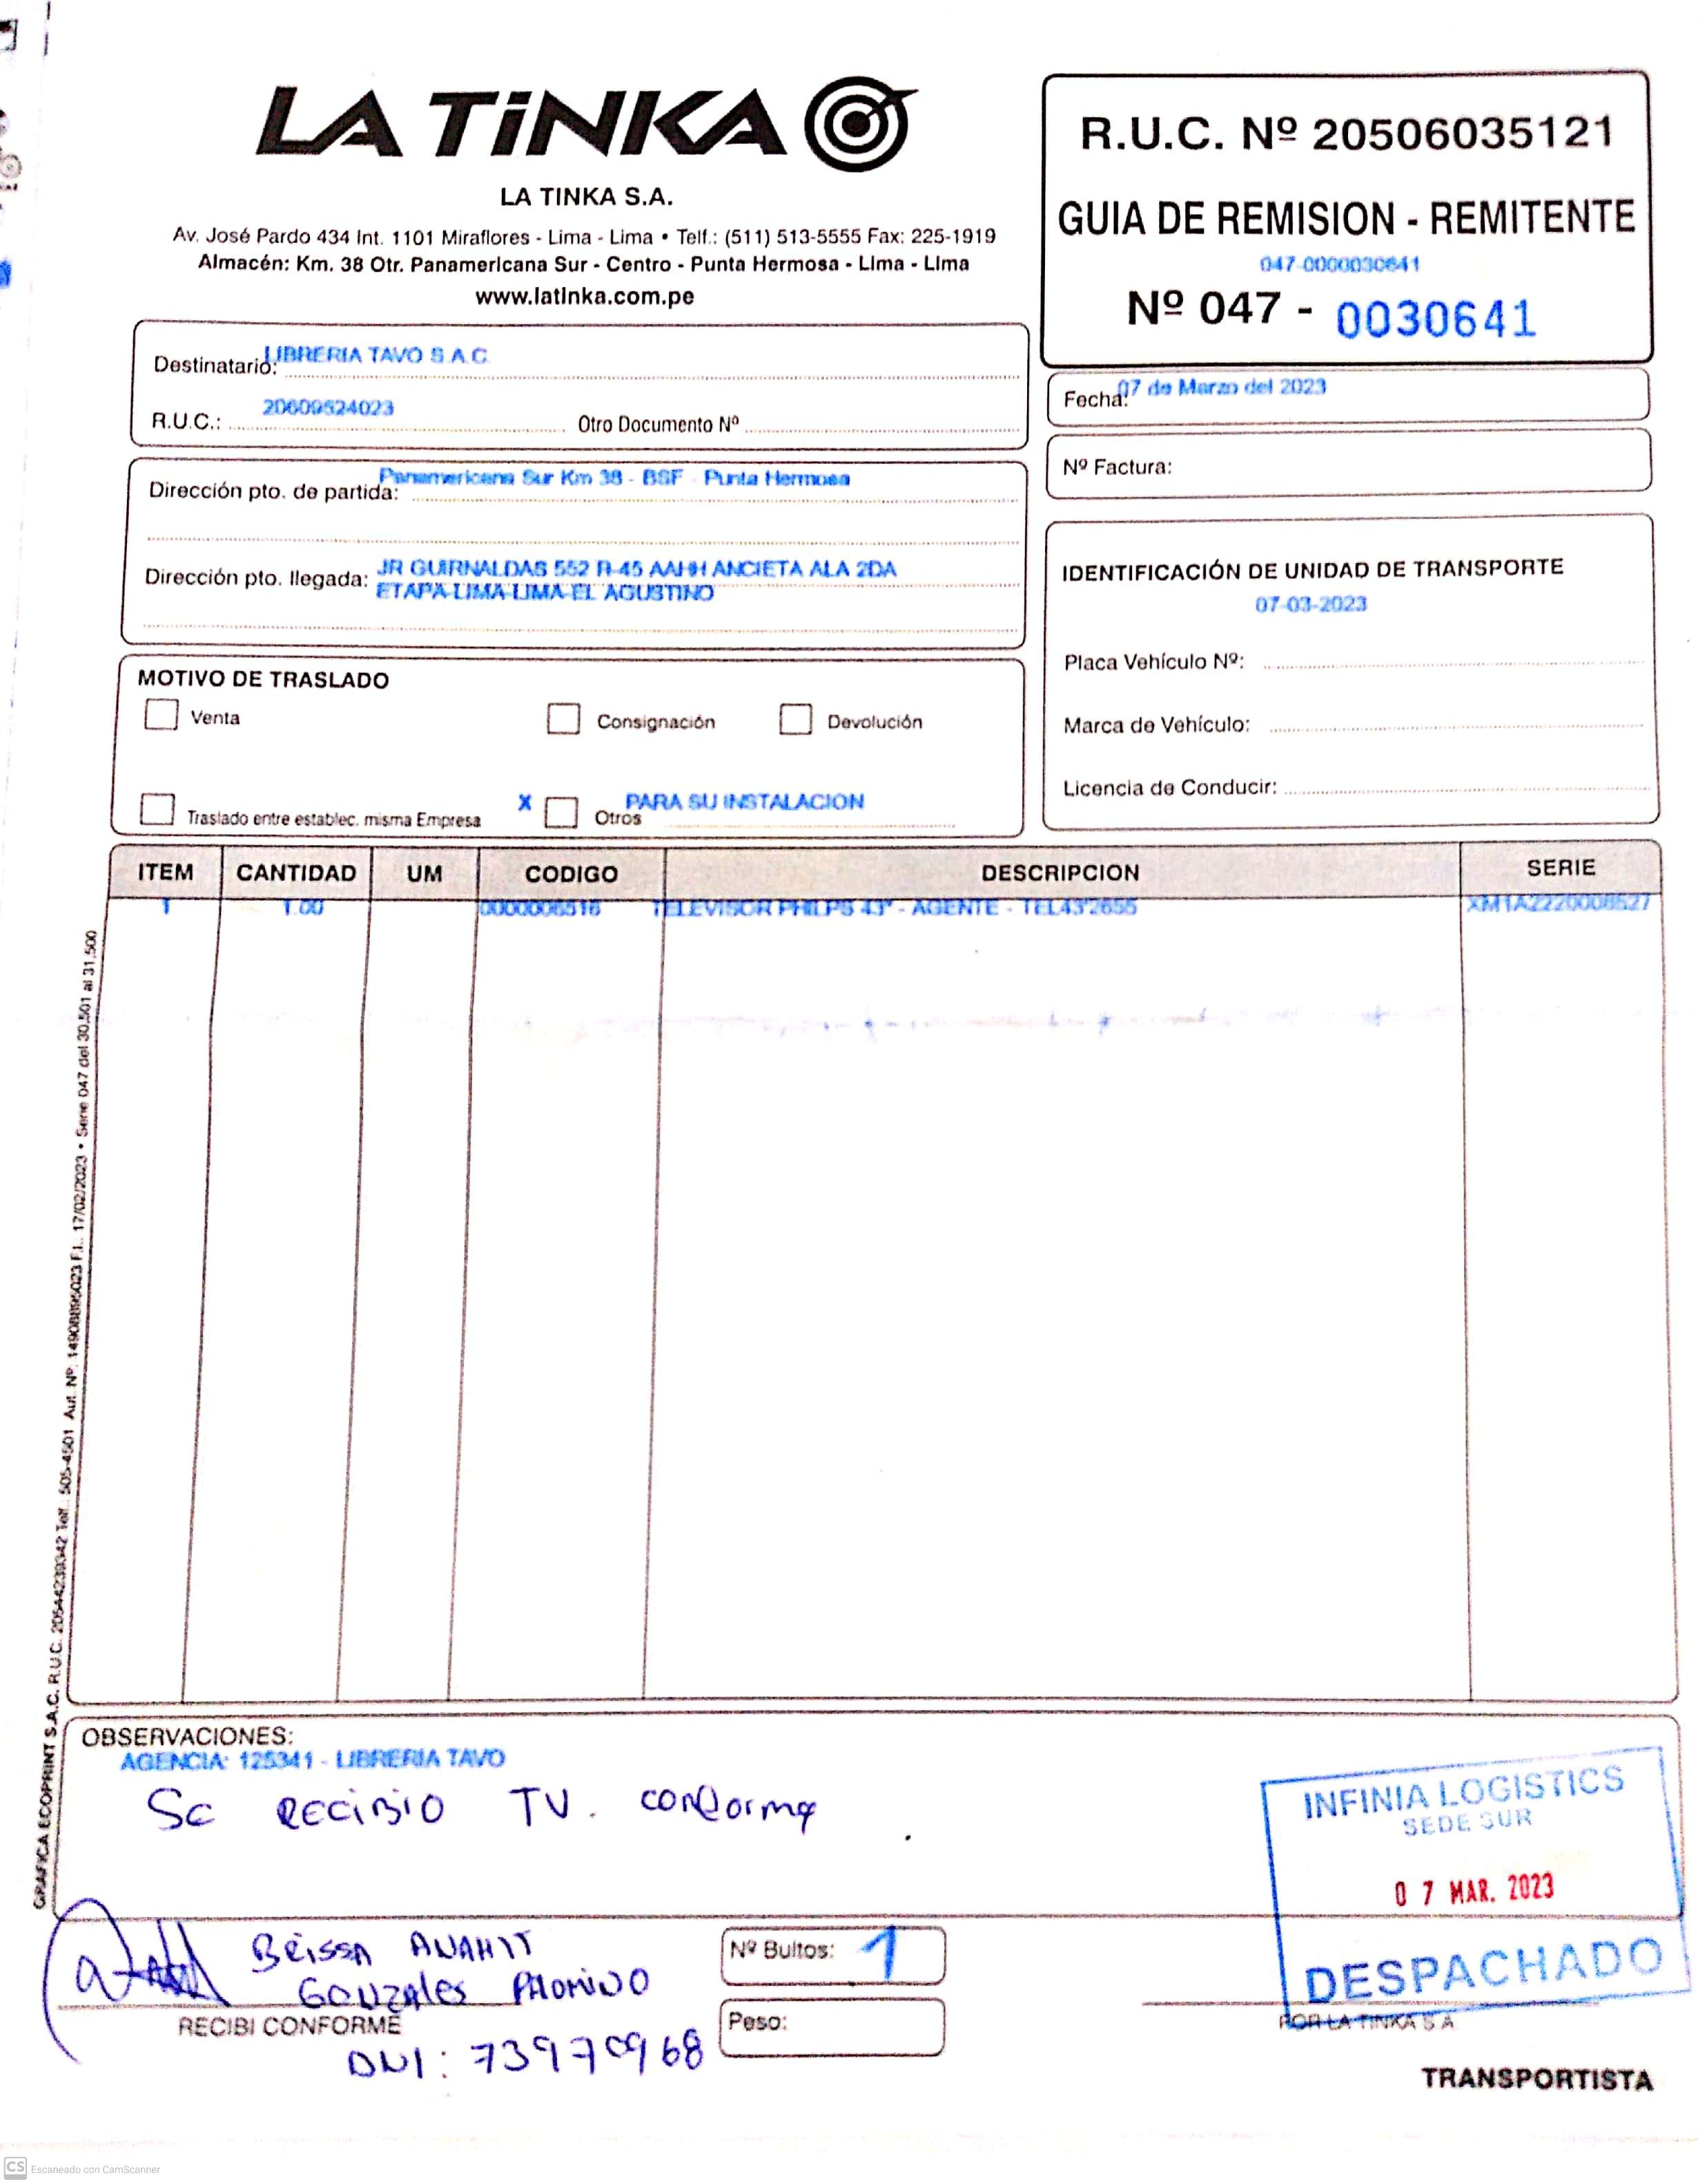 LA TiNKA
LA TINKA S.A.
Av. José Pardo 434 Int. 1101 Miraflores - Lima - Lima • Telf.: (511) 513-5555 Fax: 225-1919
Almacén: Km. 38 Otr. Panamericana Sur - Centro - Punta Hermosa - Lima - Lima
www.latinka.com.pe
R.U.C. Nº 20506035121
GUIA DE REMISION - REMITENTE
047-0000030641
Nº 047 - 0030641
Destinatario: LIBRERIA TAVO S.A.C.
R.U.C.: 20609524023 Otro Documento Nº
Fecha: 07 de Marzo del 2023
Nº Factura:
Dirección pto. de partida: Panamericana Sur Km 38 - BSF - Punta Hermosa
Dirección pto. llegada: JR GUIRNALDAS 552 R-45 AAHH ANCIETA ALA 2DA
ETAPA-LIMA-LIMA-EL AGUSTINO
IDENTIFICACIÓN DE UNIDAD DE TRANSPORTE
07-03-2023
Placa Vehículo Nº:
Marca de Vehículo:
Licencia de Conducir:
MOTIVO DE TRASLADO
Venta Consignación Devolución
Traslado entre establec. misma Empresa X Otros PARA SU INSTALACION
ITEM CANTIDAD UM CODIGO DESCRIPCION SERIE
1 1.00 0000006516 TELEVISOR PHILPS 43" - AGENTE - TEL43'2655 XM1A2220008527
GRAFICA ECOPRINT S.A.C. R.U.C. 20544239342 Telf.: 505-4501 Aut. Nº: 14908895023 F.I.: 17/02/2023 • Serie 047 del 30,501 al 31,500
OBSERVACIONES:
AGENCIA: 125341 - LIBRERIA TAVO
Se RECIBIO TV. conforme
INFINIA LOGISTICS
SEDE SUR
07 MAR. 2023
DESPACHADO
BRISSA ANAHIT
GONZALES PALOMINO
RECIBI CONFORME
DNI: 73970968
Nº Bultos: 1
Peso:
POR LA TINKA S.A.
TRANSPORTISTA
CS Escaneado con CamScanner